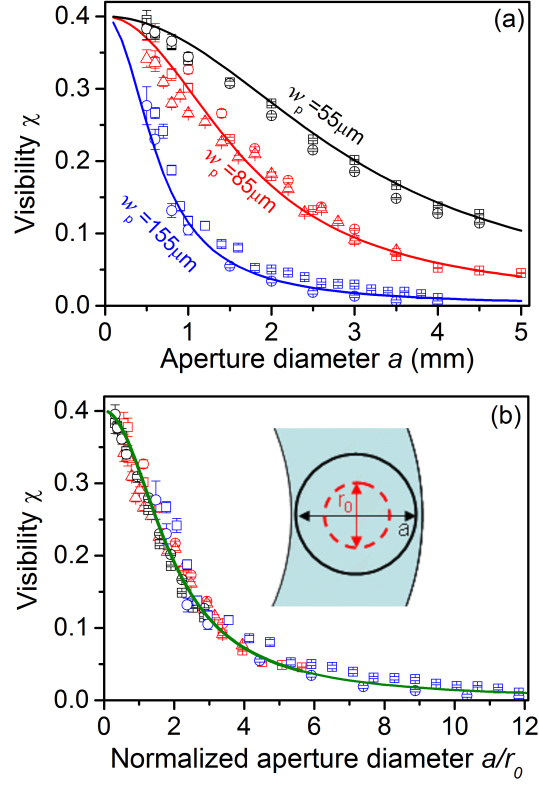 (a)
0.4
0.3
0.2
0.1
0.0
Visibility χ
w_p=55μm
w_p=85μm
w_p=155μm
0 1 2 3 4 5
Aperture diameter a (mm)
(b)
0.4
0.3
0.2
0.1
0.0
Visibility χ
r_0
a
0 2 4 6 8 10 12
Normalized aperture diameter a/r_0